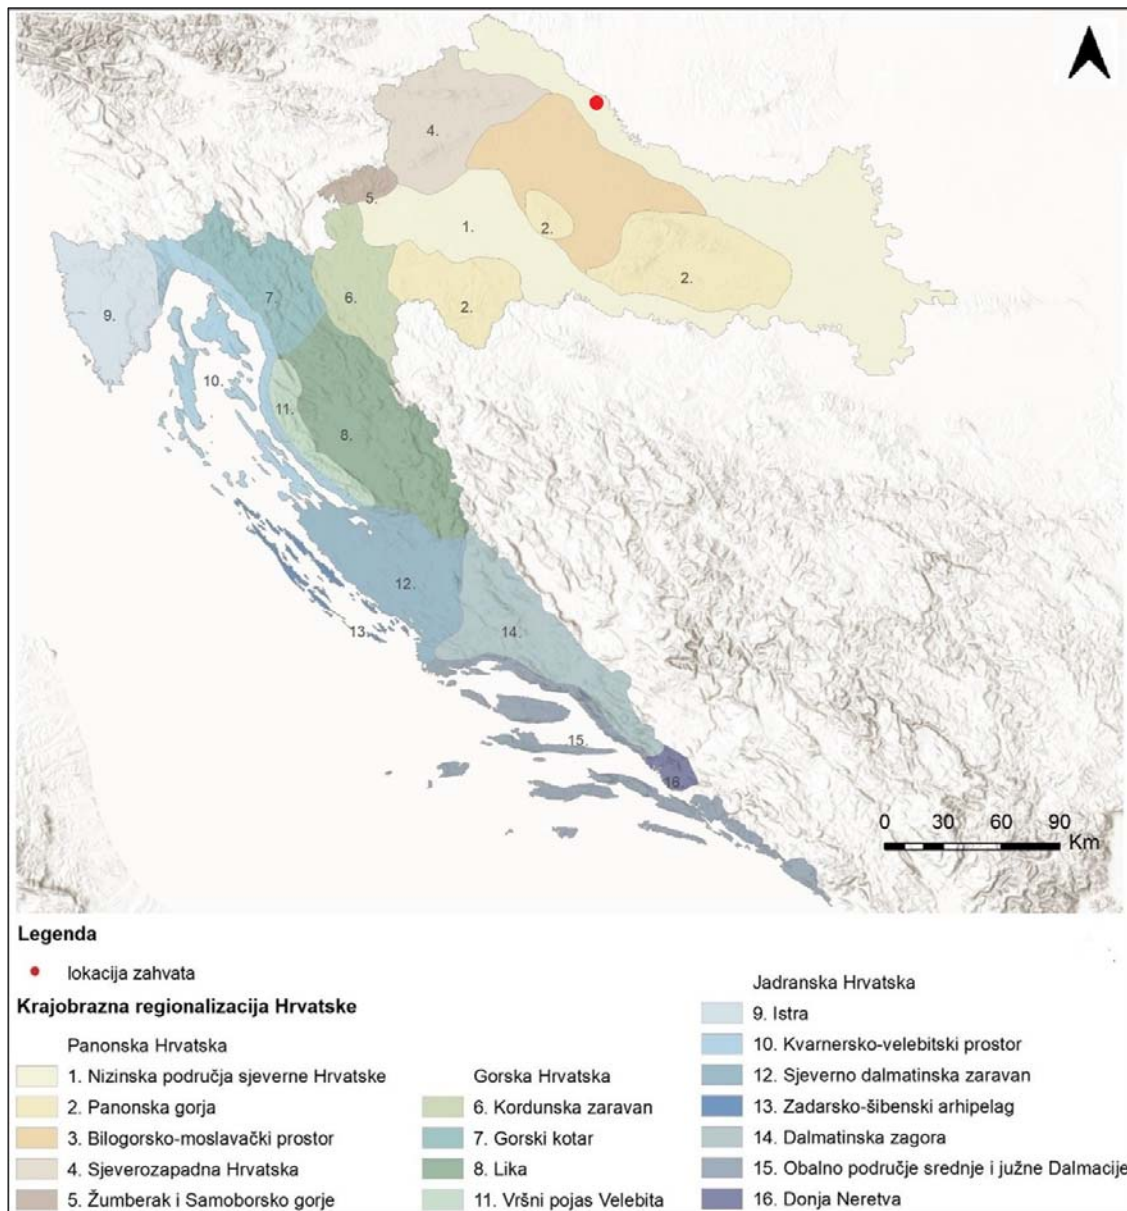 4.
5.
1.
2.
2.
2.
6.
7.
9.
10.
11.
8.
12.
13.
14.
15.
16.
0 30 60 90
Km
Legenda
lokacija zahvata
Krajobrazna regionalizacija Hrvatske
Panonska Hrvatska
1. Nizinska područja sjeverne Hrvatske
2. Panonska gorja
3. Bilogorsko-moslavački prostor
4. Sjeverozapadna Hrvatska
5. Žumberak i Samoborsko gorje
Gorska Hrvatska
6. Kordunska zaravan
7. Gorski kotar
8. Lika
11. Vršni pojas Velebita
Jadranska Hrvatska
9. Istra
10. Kvarnersko-velebitski prostor
12. Sjeverno dalmatinska zaravan
13. Zadarsko-šibenski arhipelag
14. Dalmatinska zagora
15. Obalno područje srednje i južne Dalmacije
16. Donja Neretva